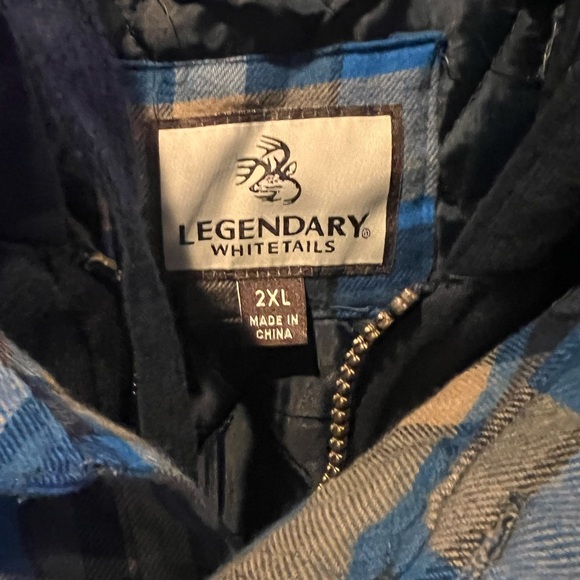 LEGENDARY®
WHITETAILS
2XL
MADE IN
CHINA